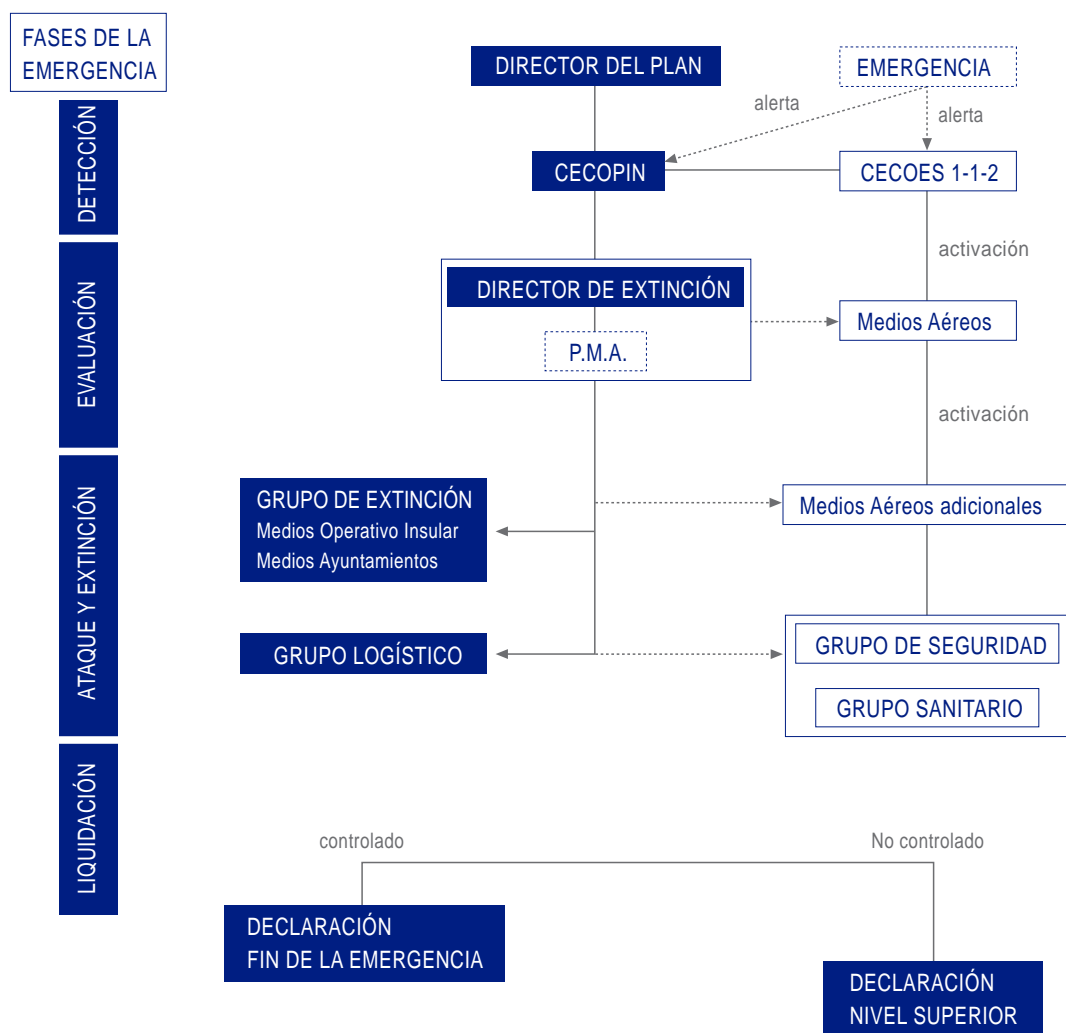 FASES DE LA
EMERGENCIA
DIRECTOR DEL PLAN
EMERGENCIA
alerta
alerta
DETECCIÓN
CECOPIN
CECOES 1-1-2
activación
EVALUACIÓN
DIRECTOR DE EXTINCIÓN
Medios Aéreos
P.M.A.
activación
ATAQUE Y EXTINCIÓN
GRUPO DE EXTINCIÓN
Medios Operativo Insular
Medios Ayuntamientos
Medios Aéreos adicionales
GRUPO LOGÍSTICO
GRUPO DE SEGURIDAD
GRUPO SANITARIO
LIQUIDACIÓN
controlado
No controlado
DECLARACIÓN
FIN DE LA EMERGENCIA
DECLARACIÓN
NIVEL SUPERIOR